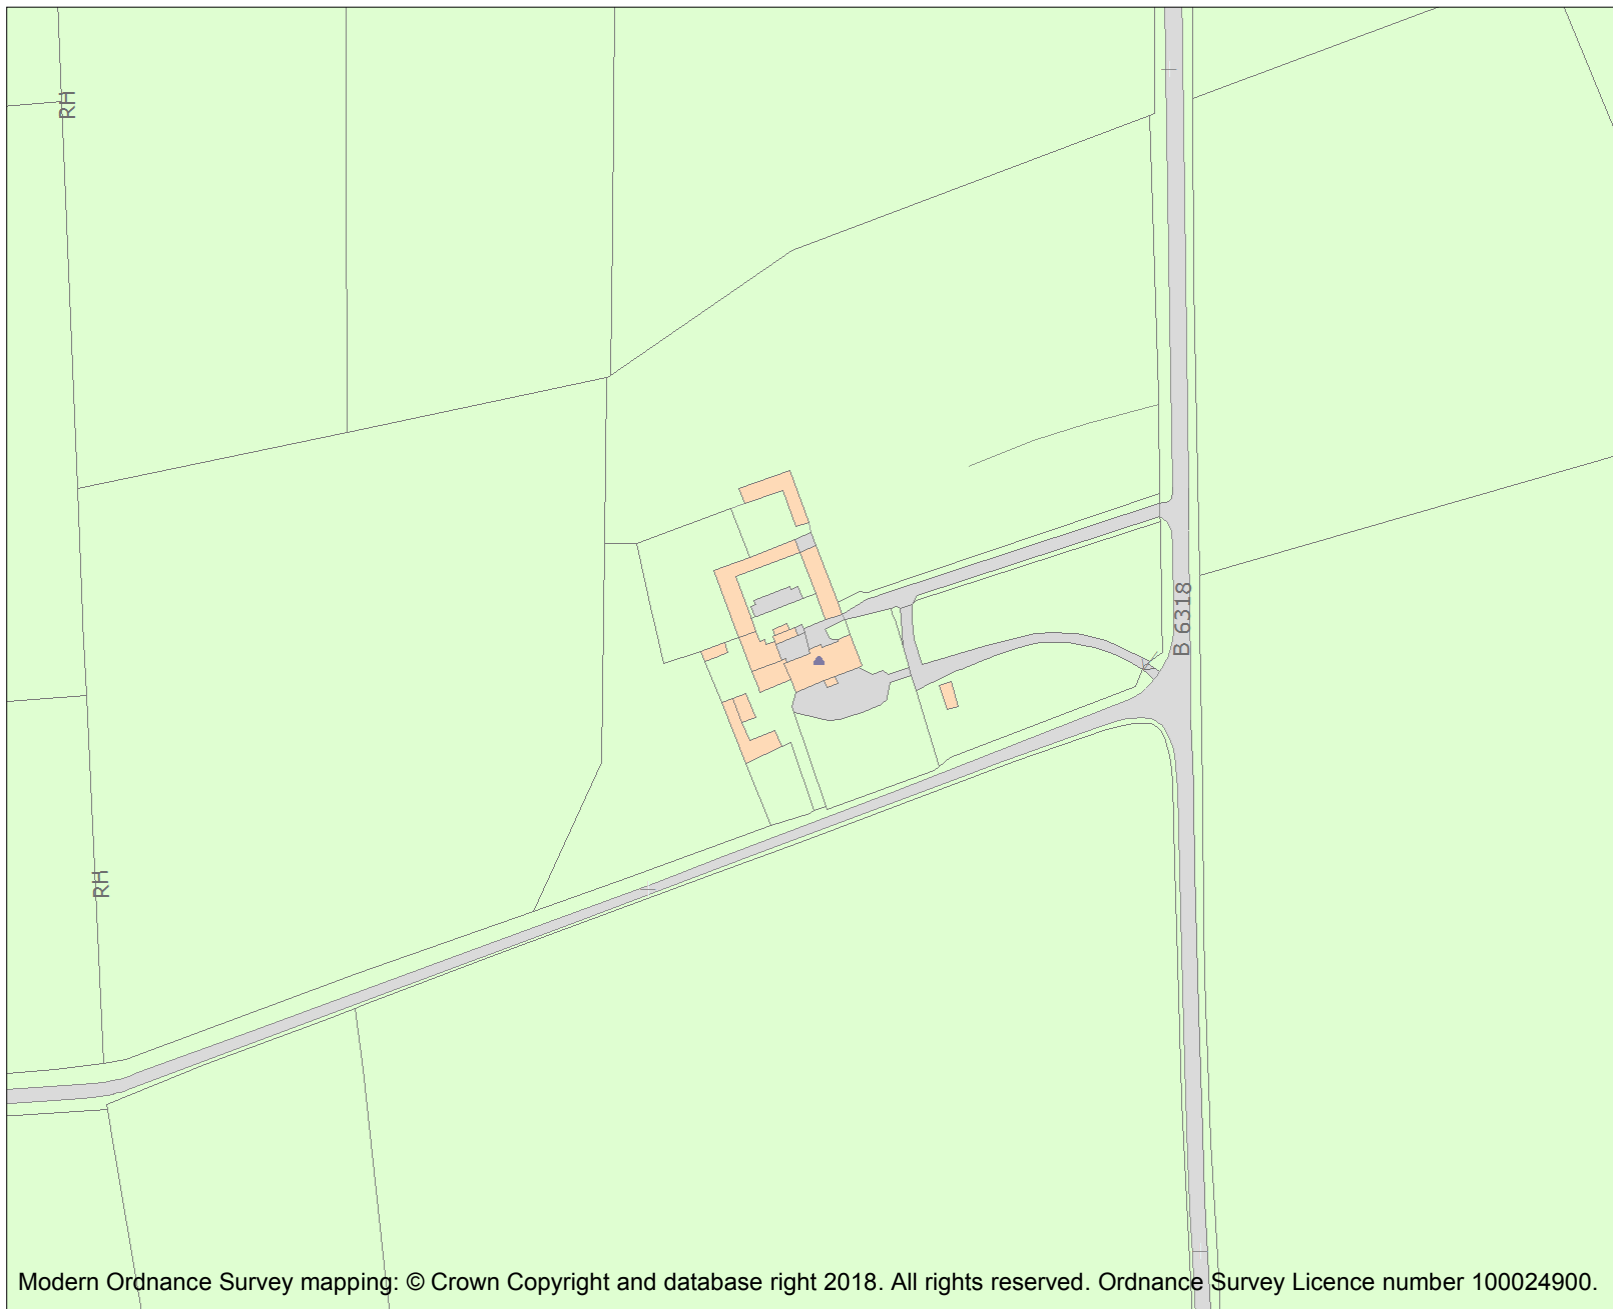 RH
B 6318
RH
Modern Ordnance Survey mapping: © Crown Copyright and database right 2018. All rights reserved. Ordnance Survey Licence number 100024900.